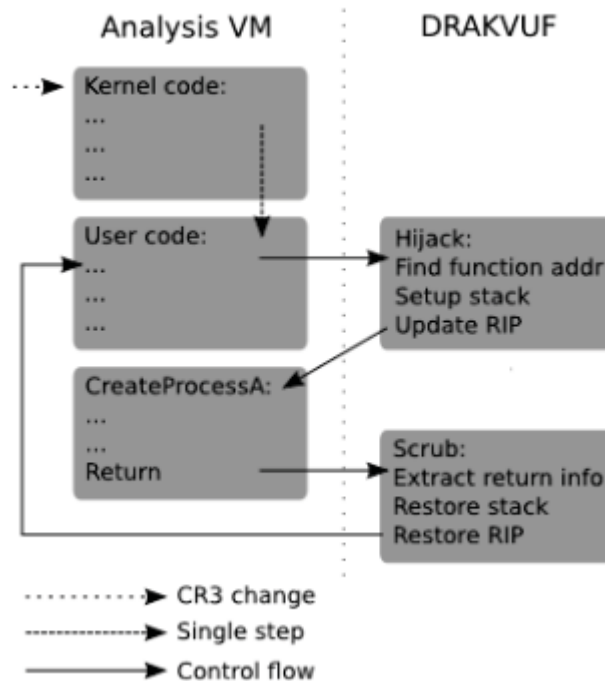 Analysis VM
DRAKVUF
Kernel code:
...
...
...
User code:
...
...
...
Hijack:
Find function addr
Setup stack
Update RIP
CreateProcessA:
...
...
Return
Scrub:
Extract return info
Restore stack
Restore RIP
CR3 change
Single step
Control flow